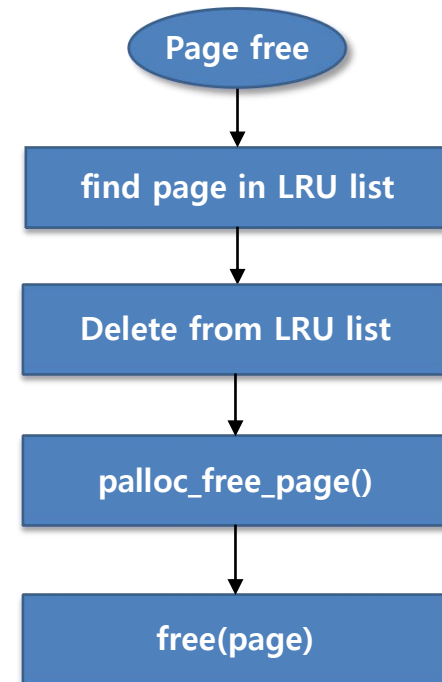 Page free
find page in LRU list
Delete from LRU list
palloc_free_page()
free(page)